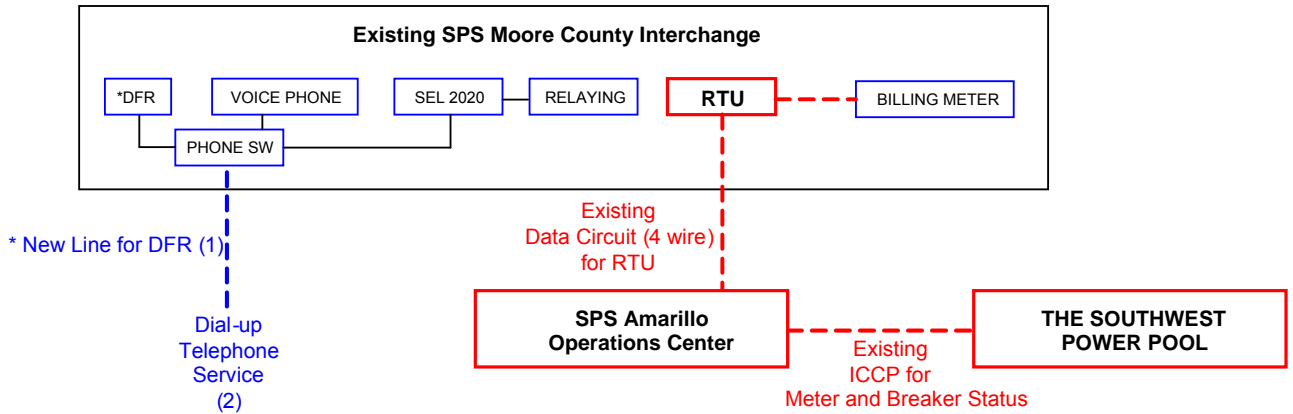 Existing SPS Moore County Interchange
*DFR
VOICE PHONE
SEL 2020
RELAYING
RTU
BILLING METER
PHONE SW
Existing
Data Circuit (4 wire)
for RTU
* New Line for DFR (1)
Dial-up
Telephone
Service
(2)
SPS Amarillo
Operations Center
THE SOUTHWEST
POWER POOL
Existing
ICCP for
Meter and Breaker Status